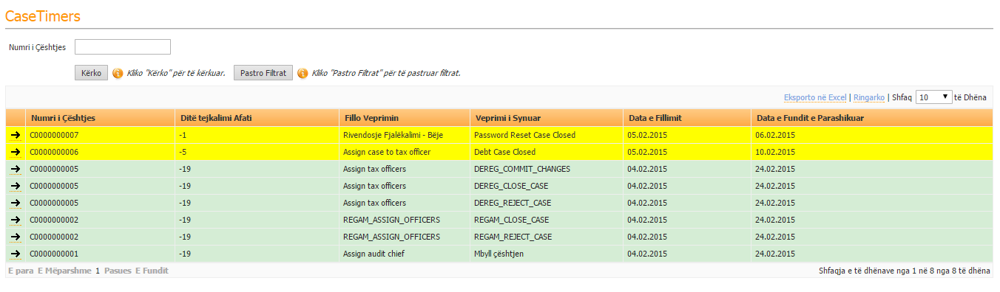 CaseTimers
Numri i Çështjes
Kërko Kliko "Kërko" për të kërkuar. Pastro Filtrat Kliko "Pastro Filtrat" për të pastruar filtrat.
Eksporto në Excel | Ringarko | Shfaq 10 të Dhëna
Numri i Çështjes Ditë tejkalimi Afati Fillo Veprimin Veprimi i Synuar Data e Fillimit Data e Fundit e Parashikuar
C0000000007 -1 Rivendosje Fjalëkalimi - Bëje Password Reset Case Closed 05.02.2015 06.02.2015
C0000000006 -5 Assign case to tax officer Debt Case Closed 05.02.2015 10.02.2015
C0000000005 -19 Assign tax officers DEREG_COMMIT_CHANGES 04.02.2015 24.02.2015
C0000000005 -19 Assign tax officers DEREG_CLOSE_CASE 04.02.2015 24.02.2015
C0000000005 -19 Assign tax officers DEREG_REJECT_CASE 04.02.2015 24.02.2015
C0000000002 -19 REGAM_ASSIGN_OFFICERS REGAM_CLOSE_CASE 04.02.2015 24.02.2015
C0000000002 -19 REGAM_ASSIGN_OFFICERS REGAM_REJECT_CASE 04.02.2015 24.02.2015
C0000000001 -19 Assign audit chief Mbyll çështjen 04.02.2015 24.02.2015
E para E Mëparshme 1 Pasues E Fundit Shfaqja e të dhënave nga 1 në 8 nga 8 të dhëna